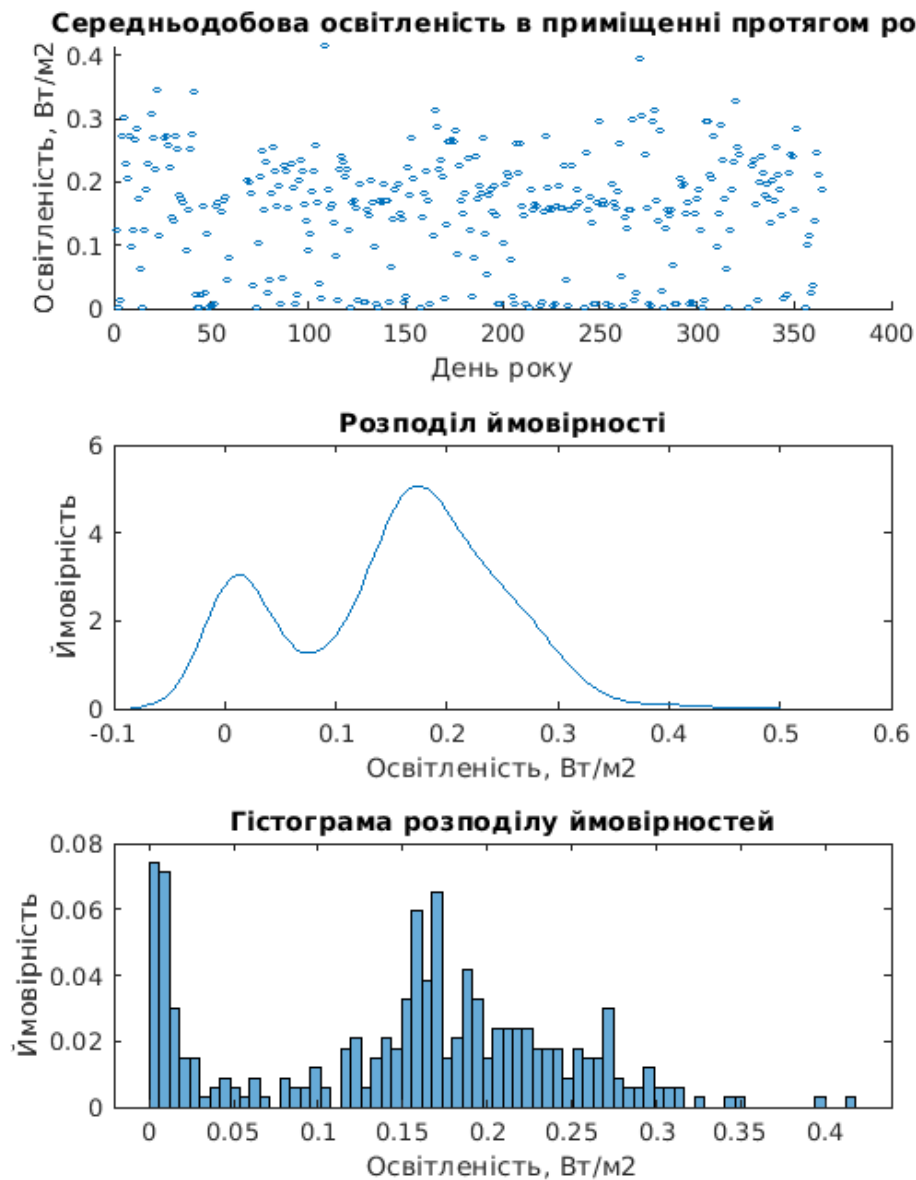 Середньодобова освітленість в приміщенні протягом ро
Освітленість, Вт/м2
0.4
0.3
0.2
0.1
0
0 50 100 150 200 250 300 350 400
День року
Розподіл ймовірності
Ймовірність
6
4
2
0
-0.1 0 0.1 0.2 0.3 0.4 0.5 0.6
Освітленість, Вт/м2
Гістограма розподілу ймовірностей
Ймовірність
0.08
0.06
0.04
0.02
0
0 0.05 0.1 0.15 0.2 0.25 0.3 0.35 0.4
Освітленість, Вт/м2